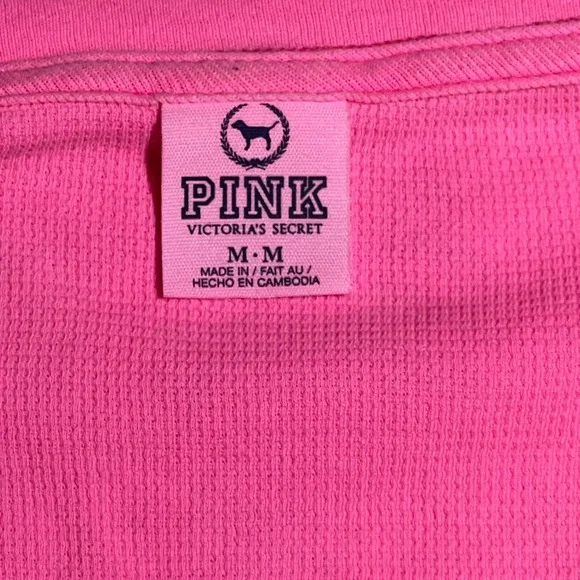 PINK
VICTORIA'S SECRET
M·M
MADE IN / FAIT AU /
HECHO EN CAMBODIA